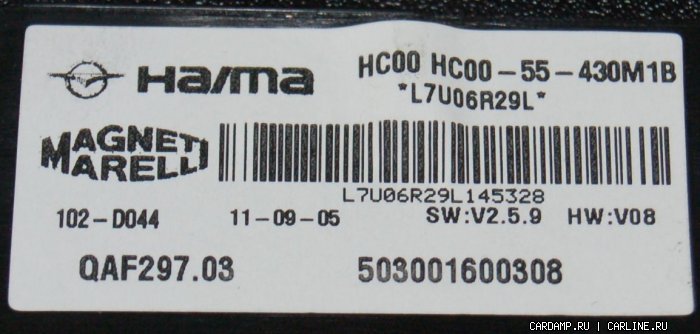 Haima
HC00 HC00-55-430M1B
*L7U06R29L*
MAGNETI
MARELLI
L7U06R29L145328
102-D044 11-09-05 SW:V2.5.9 HW:V08
QAF297.03 503001600308
CARDAMP.RU | CARLINE.RU